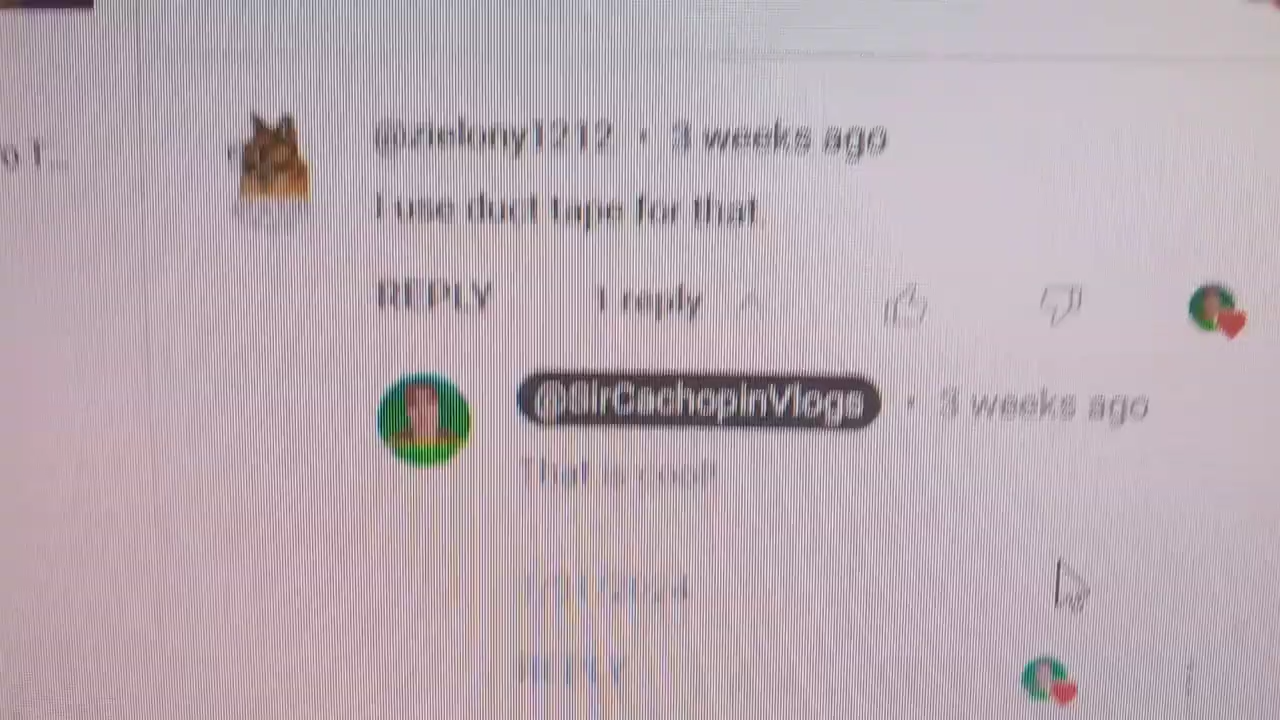 @zielony1212 • 3 weeks ago
I use duct tape for that.
REPLY 1 reply
@SirCachopinVlogs • 3 weeks ago
That is cool!
REPLY